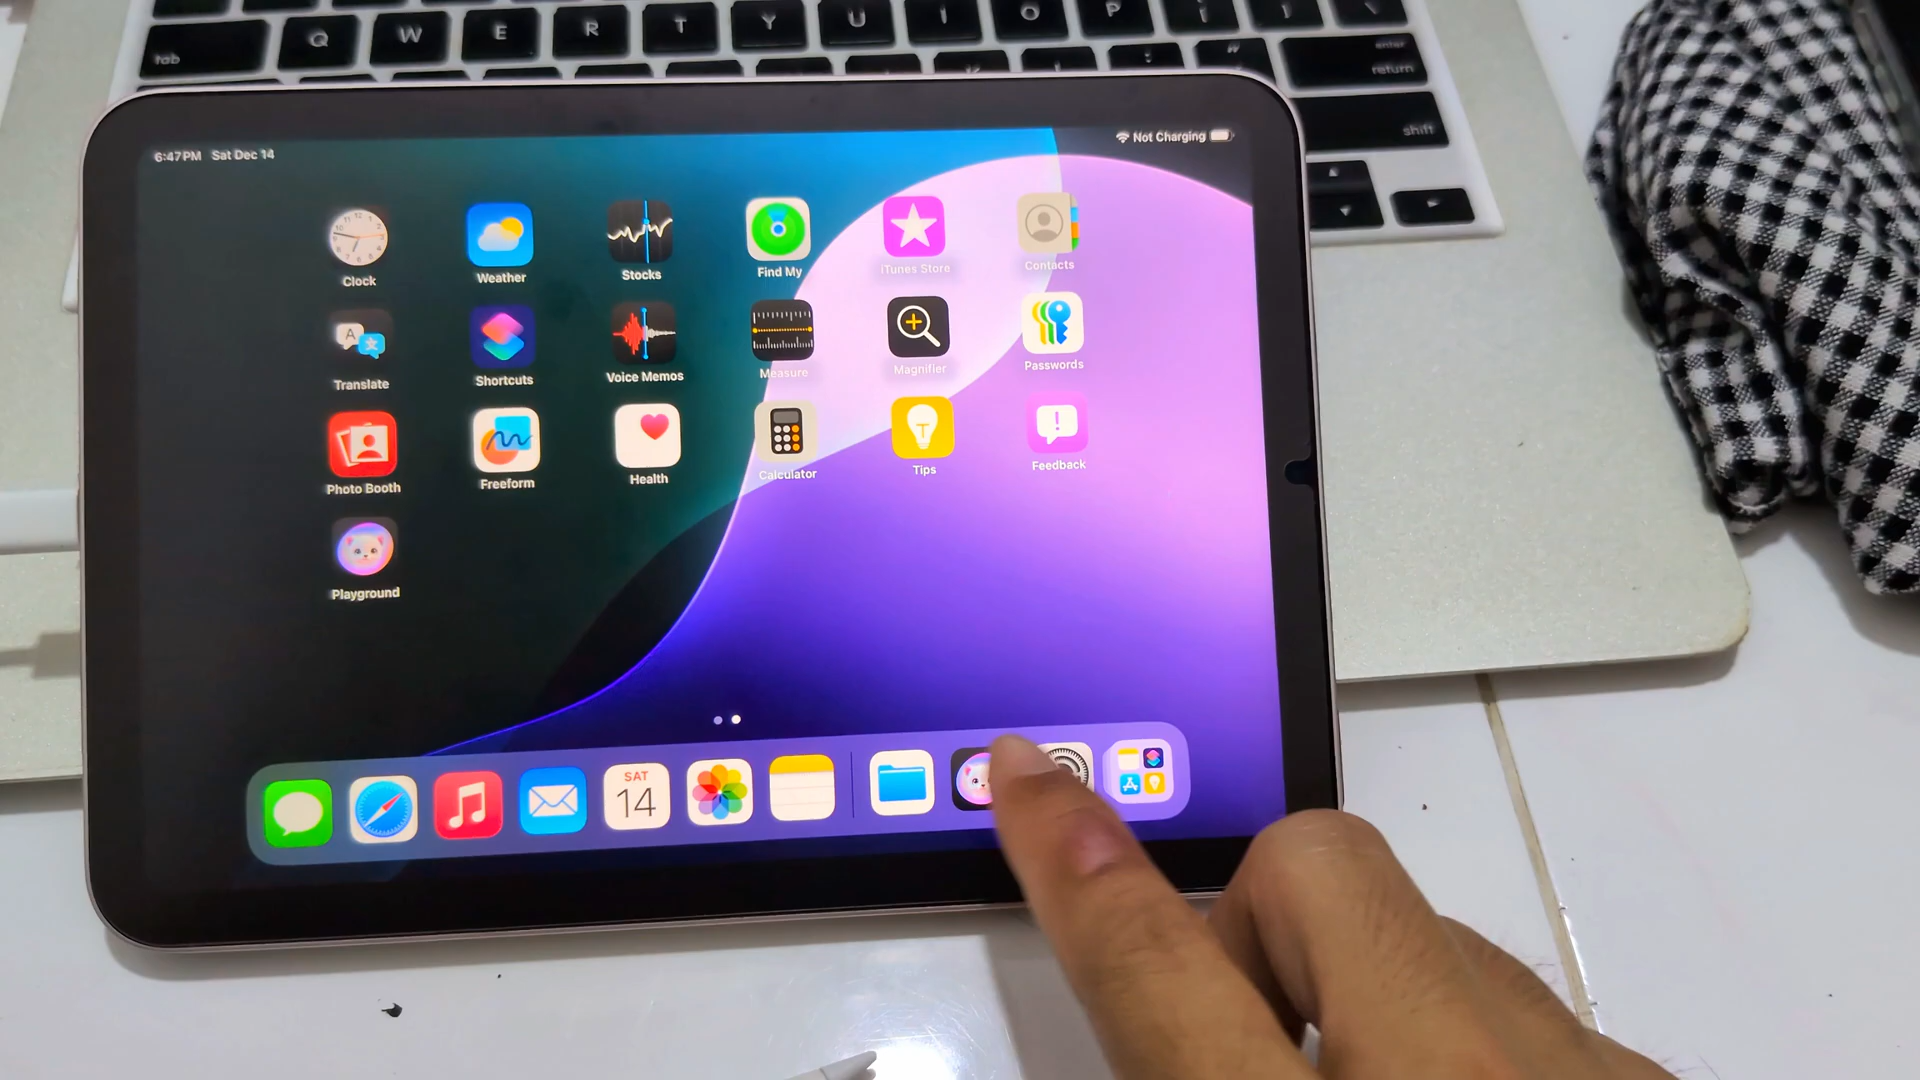 Q W E R T Y U I O P
tab
enter
return
shift
6:47 PM Sat Dec 14
Not Charging
Clock Weather Stocks Find My iTunes Store Contacts
Translate Shortcuts Voice Memos Measure Magnifier Passwords
Photo Booth Freeform Health Calculator Tips Feedback
Playground
SAT
14